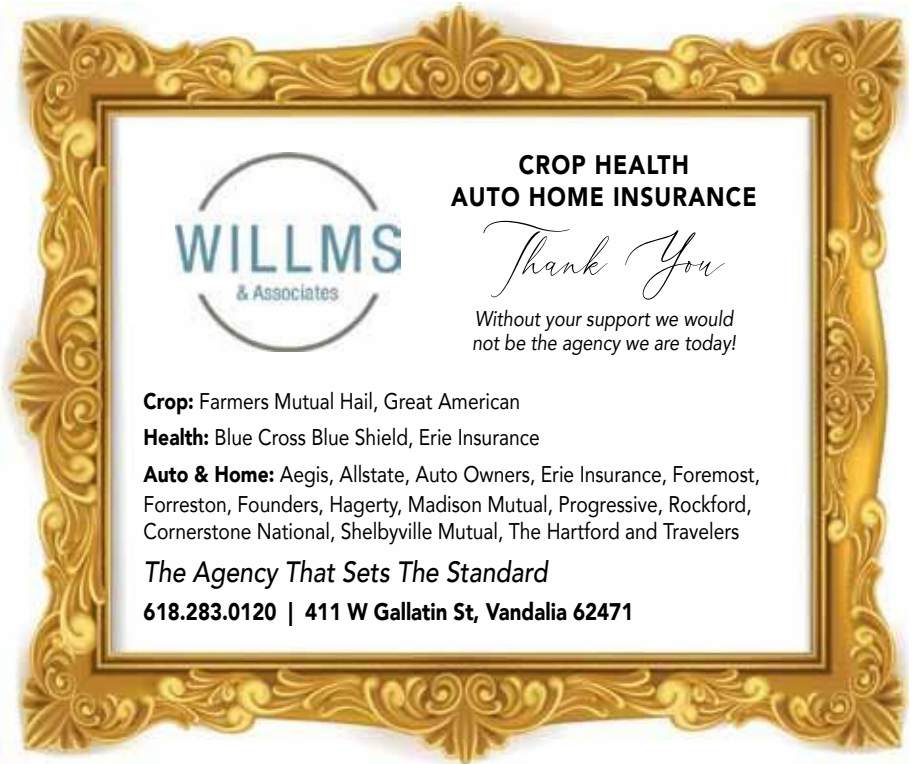 WILLMS
& Associates
CROP HEALTH
AUTO HOME INSURANCE
Thank You
Without your support we would
not be the agency we are today!
Crop: Farmers Mutual Hail, Great American
Health: Blue Cross Blue Shield, Erie Insurance
Auto & Home: Aegis, Allstate, Auto Owners, Erie Insurance, Foremost,
Forreston, Founders, Hagerty, Madison Mutual, Progressive, Rockford,
Cornerstone National, Shelbyville Mutual, The Hartford and Travelers
The Agency That Sets The Standard
618.283.0120 | 411 W Gallatin St, Vandalia 62471